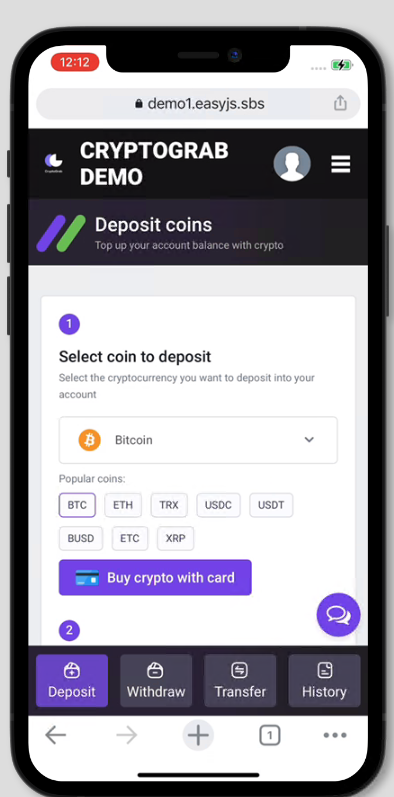 12:12
demo1.easyjs.sbs
CRYPTOGRAB
DEMO
Deposit coins
Top up your account balance with crypto
1
Select coin to deposit
Select the cryptocurrency you want to deposit into your
account
Bitcoin
Popular coins:
BTC ETH TRX USDC USDT
BUSD ETC XRP
Buy crypto with card
2
Deposit Withdraw Transfer History
1